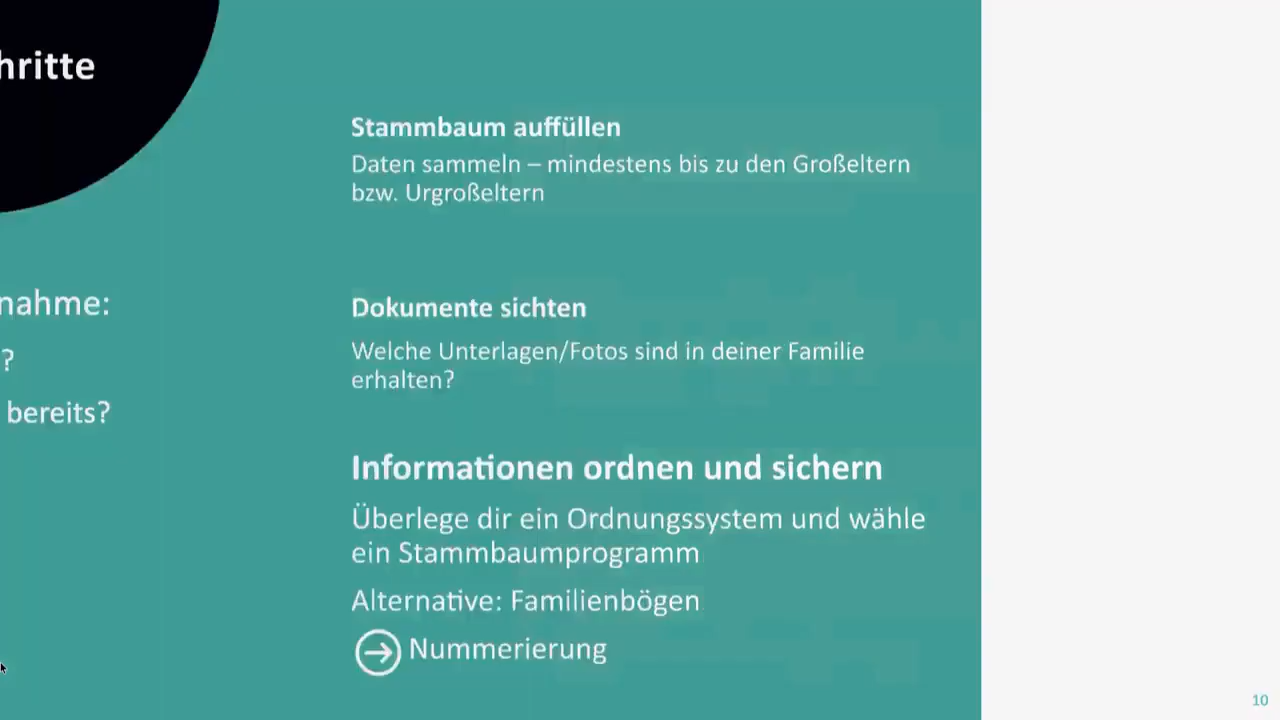 hritte
Stammbaum auffüllen
Daten sammeln – mindestens bis zu den Großeltern
bzw. Urgroßeltern
nahme:
?
bereits?
Dokumente sichten
Welche Unterlagen/Fotos sind in deiner Familie
erhalten?
Informationen ordnen und sichern
Überlege dir ein Ordnungssystem und wähle
ein Stammbaumprogramm
Alternative: Familienbögen
Nummerierung
10